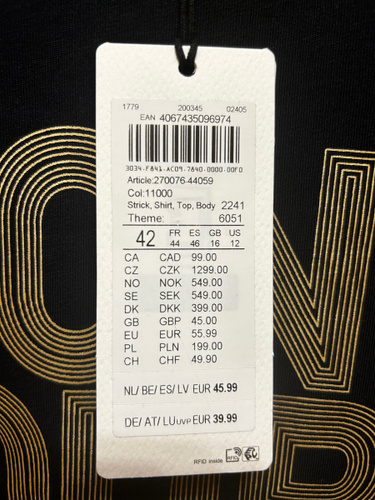 1779 200345 02405
EAN 4067435096974
3034-F841-AC09-7840-0000-00F0
Article:270076-44059
Col:11000
Strick, Shirt, Top, Body 2241
Theme: 6051
42 FR 44 ES 46 GB 16 US 12
CA CAD 99.00
CZ CZK 1299.00
NO NOK 549.00
SE SEK 549.00
DK DKK 399.00
GB GBP 45.00
EU EUR 55.99
PL PLN 199.00
CH CHF 49.90
NL/ BE/ ES/ LV EUR 45.99
DE/ AT/ LU UVP EUR 39.99
RFID inside
RFID
ON